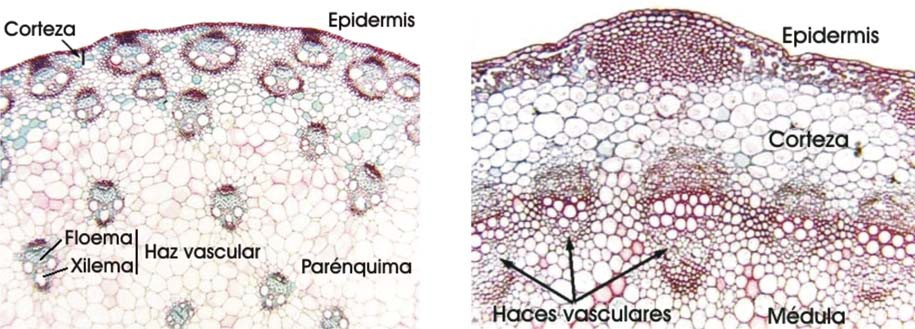 Corteza
Epidermis
Floema
Xilema
Haz vascular
Parénquima
Epidermis
Corteza
Haces vasculares
Médula